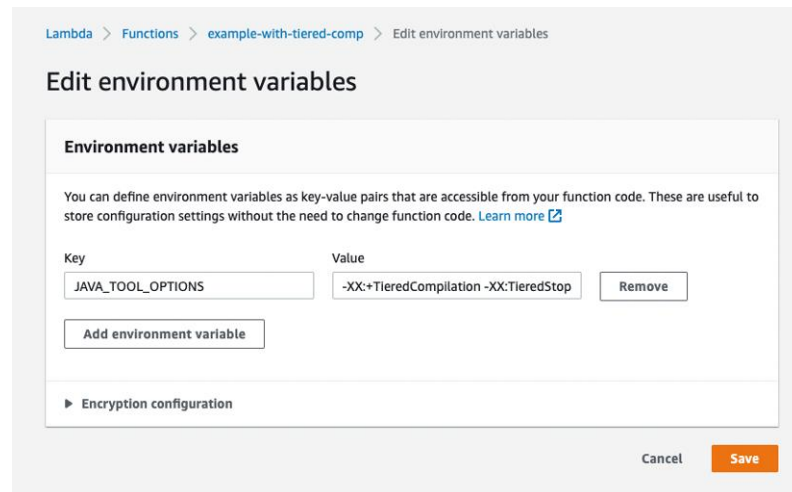 Lambda > Functions > example-with-tiered-comp > Edit environment variables
Edit environment variables
Environment variables
You can define environment variables as key-value pairs that are accessible from your function code. These are useful to
store configuration settings without the need to change function code. Learn more
Key Value
JAVA_TOOL_OPTIONS -XX:+TieredCompilation -XX:TieredStop Remove
Add environment variable
Encryption configuration
Cancel Save